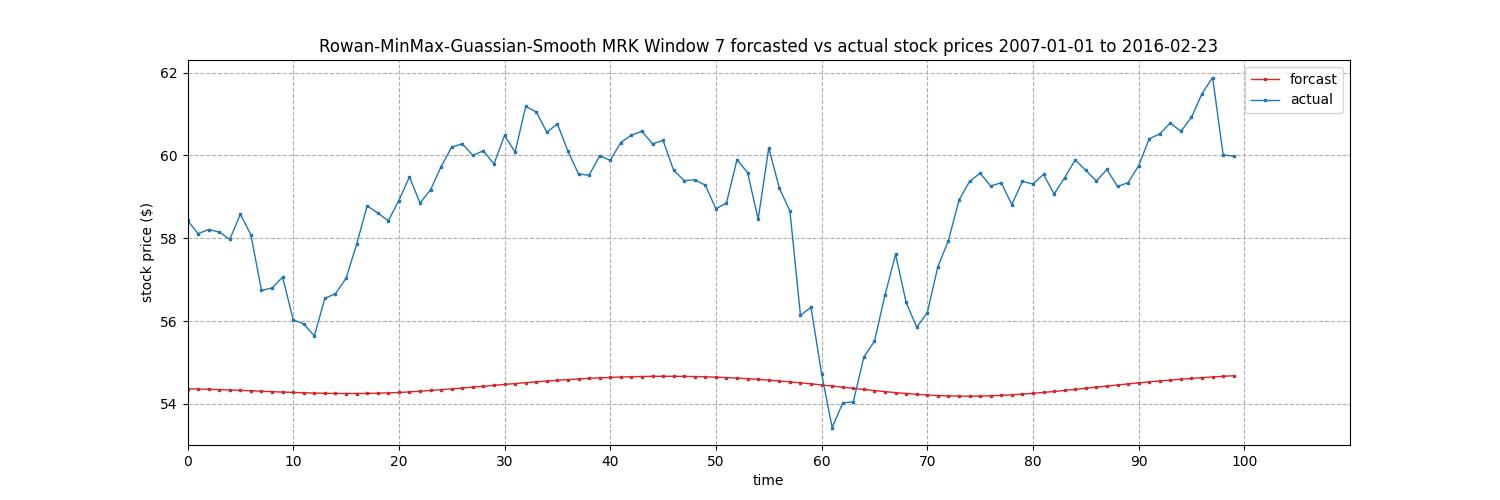 Rowan-MinMax-Guassian-Smooth MRK Window 7 forcasted vs actual stock prices 2007-01-01 to 2016-02-23
forcast
actual
stock price ($)
62
60
58
56
54
0 10 20 30 40 50 60 70 80 90 100
time